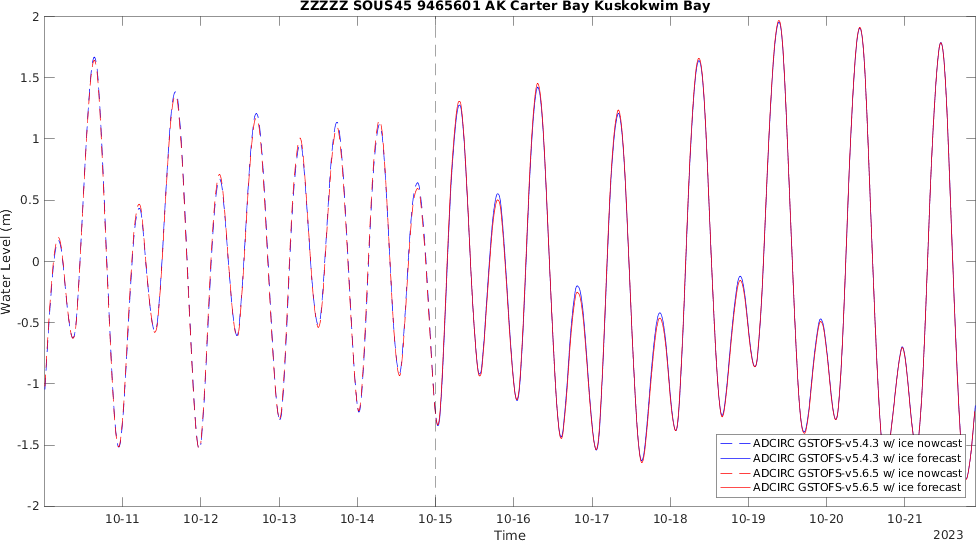 ZZZZZ SOUS45 9465601 AK Carter Bay Kuskokwim Bay
2
1.5
1
0.5
0
-0.5
-1
-1.5
-2
Water Level (m)
10-11 10-12 10-13 10-14 10-15 10-16 10-17 10-18 10-19 10-20 10-21
Time
2023
ADCIRC GSTOFS-v5.4.3 w/ ice nowcast
ADCIRC GSTOFS-v5.4.3 w/ ice forecast
ADCIRC GSTOFS-v5.6.5 w/ ice nowcast
ADCIRC GSTOFS-v5.6.5 w/ ice forecast